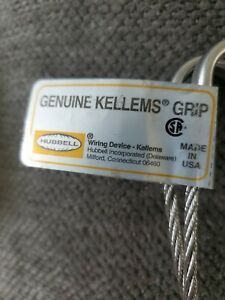 GENUINE KELLEMS® GRIP
HUBBELL ®
Wiring Device - Kellems
Hubbell Incorporated (Delaware)
Milford, Connecticut 06460
MADE
IN
USA